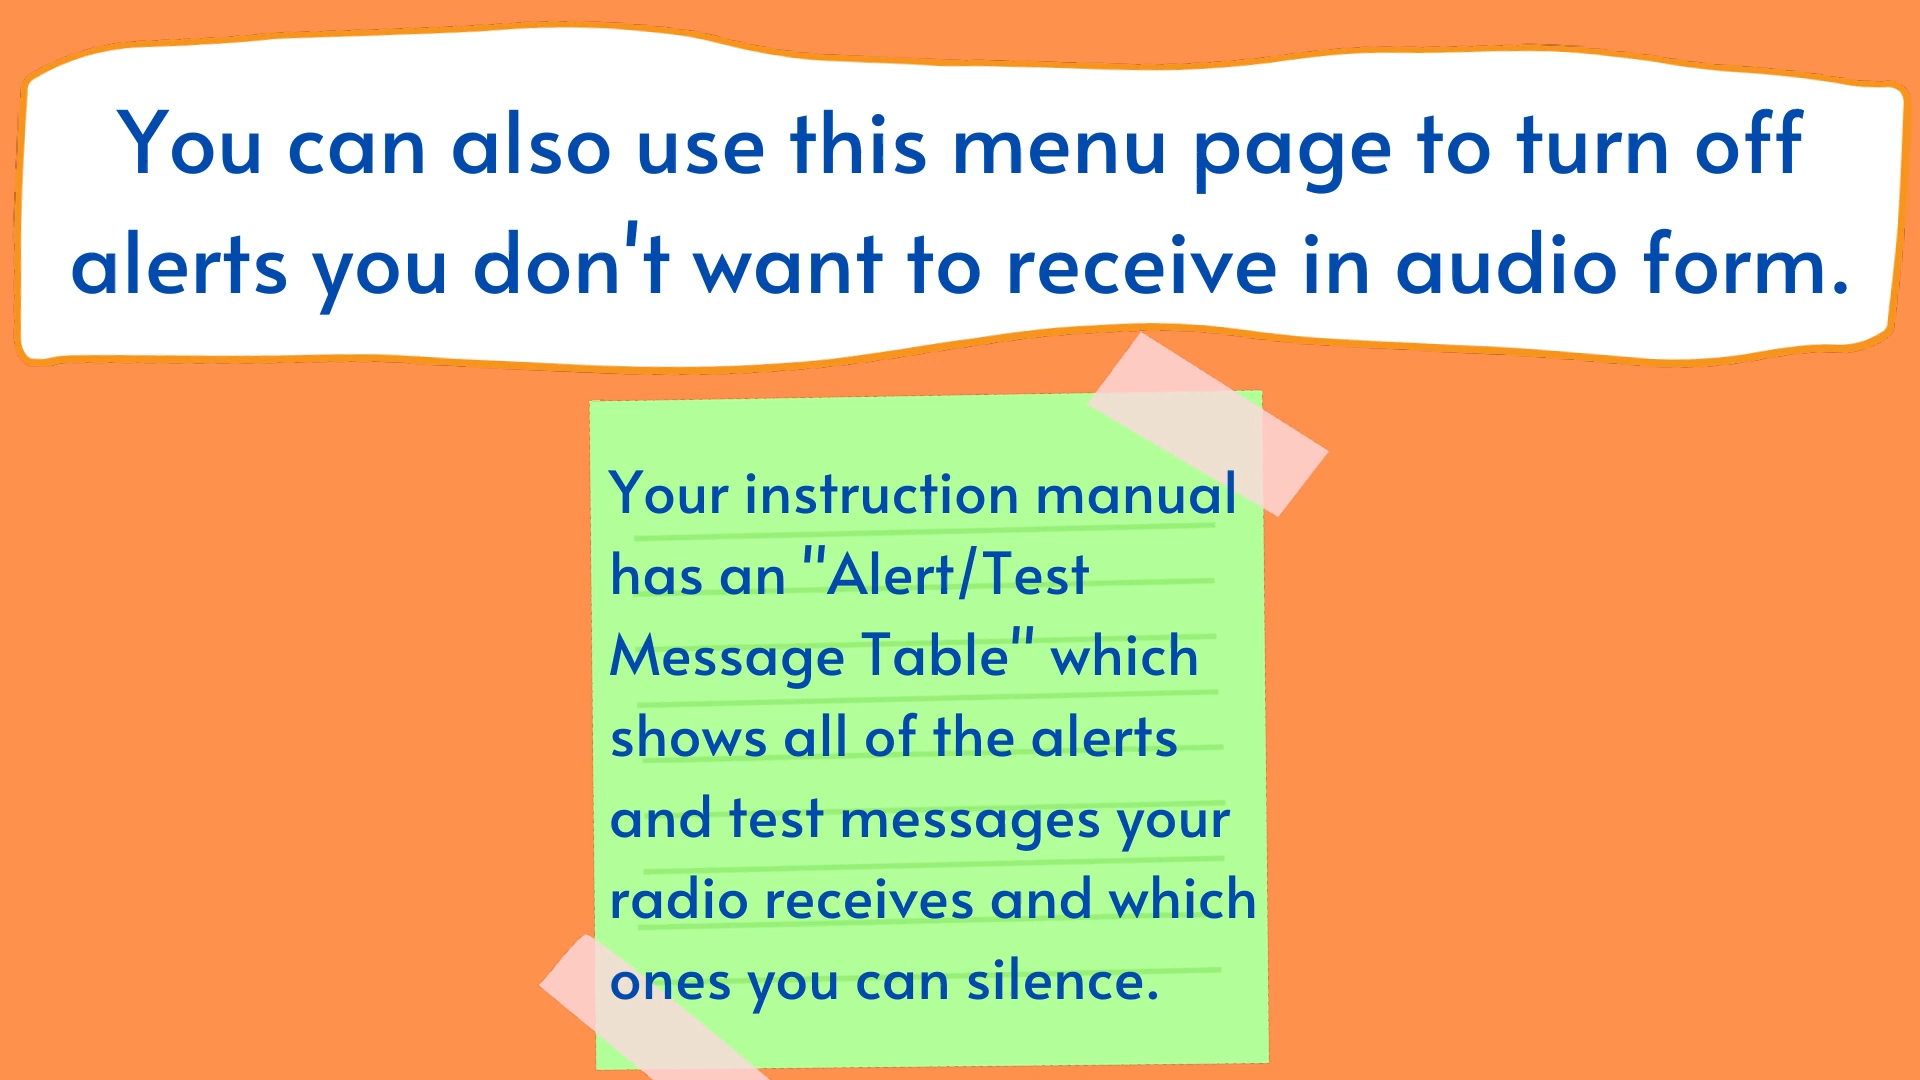 You can also use this menu page to turn off
alerts you don't want to receive in audio form.
Your instruction manual
has an "Alert/Test
Message Table" which
shows all of the alerts
and test messages your
radio receives and which
ones you can silence.